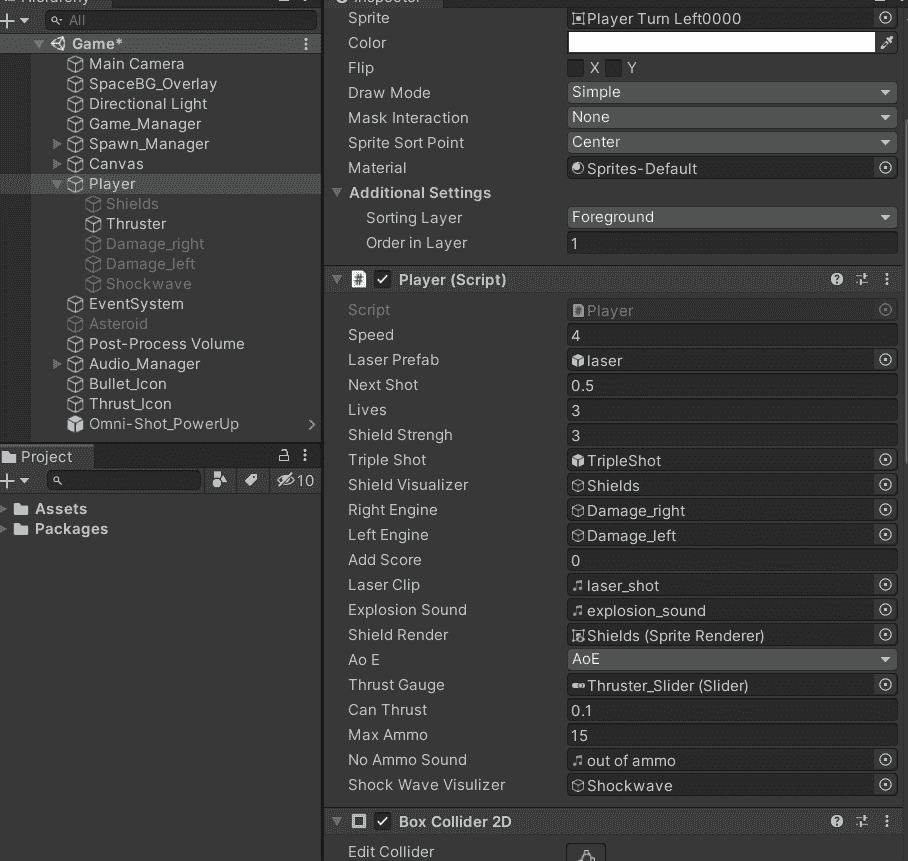 Hierarchy
All
Game*
Main Camera
SpaceBG_Overlay
Directional Light
Game_Manager
Spawn_Manager
Canvas
Player
Shields
Thruster
Damage_right
Damage_left
Shockwave
EventSystem
Asteroid
Post-Process Volume
Audio_Manager
Bullet_Icon
Thrust_Icon
Omni-Shot_PowerUp
Project
10
Assets
Packages
Inspector
Sprite Player Turn Left0000
Color
Flip X Y
Draw Mode Simple
Mask Interaction None
Sprite Sort Point Center
Material Sprites-Default
Additional Settings
Sorting Layer Foreground
Order in Layer 1
# Player (Script)
Script # Player
Speed 4
Laser Prefab laser
Next Shot 0.5
Lives 3
Shield Strengh 3
Triple Shot TripleShot
Shield Visualizer Shields
Right Engine Damage_right
Left Engine Damage_left
Add Score 0
Laser Clip laser_shot
Explosion Sound explosion_sound
Shield Render Shields (Sprite Renderer)
Ao E AoE
Thrust Gauge Thruster_Slider (Slider)
Can Thrust 0.1
Max Ammo 15
No Ammo Sound out of ammo
Shock Wave Visulizer Shockwave
Box Collider 2D
Edit Collider